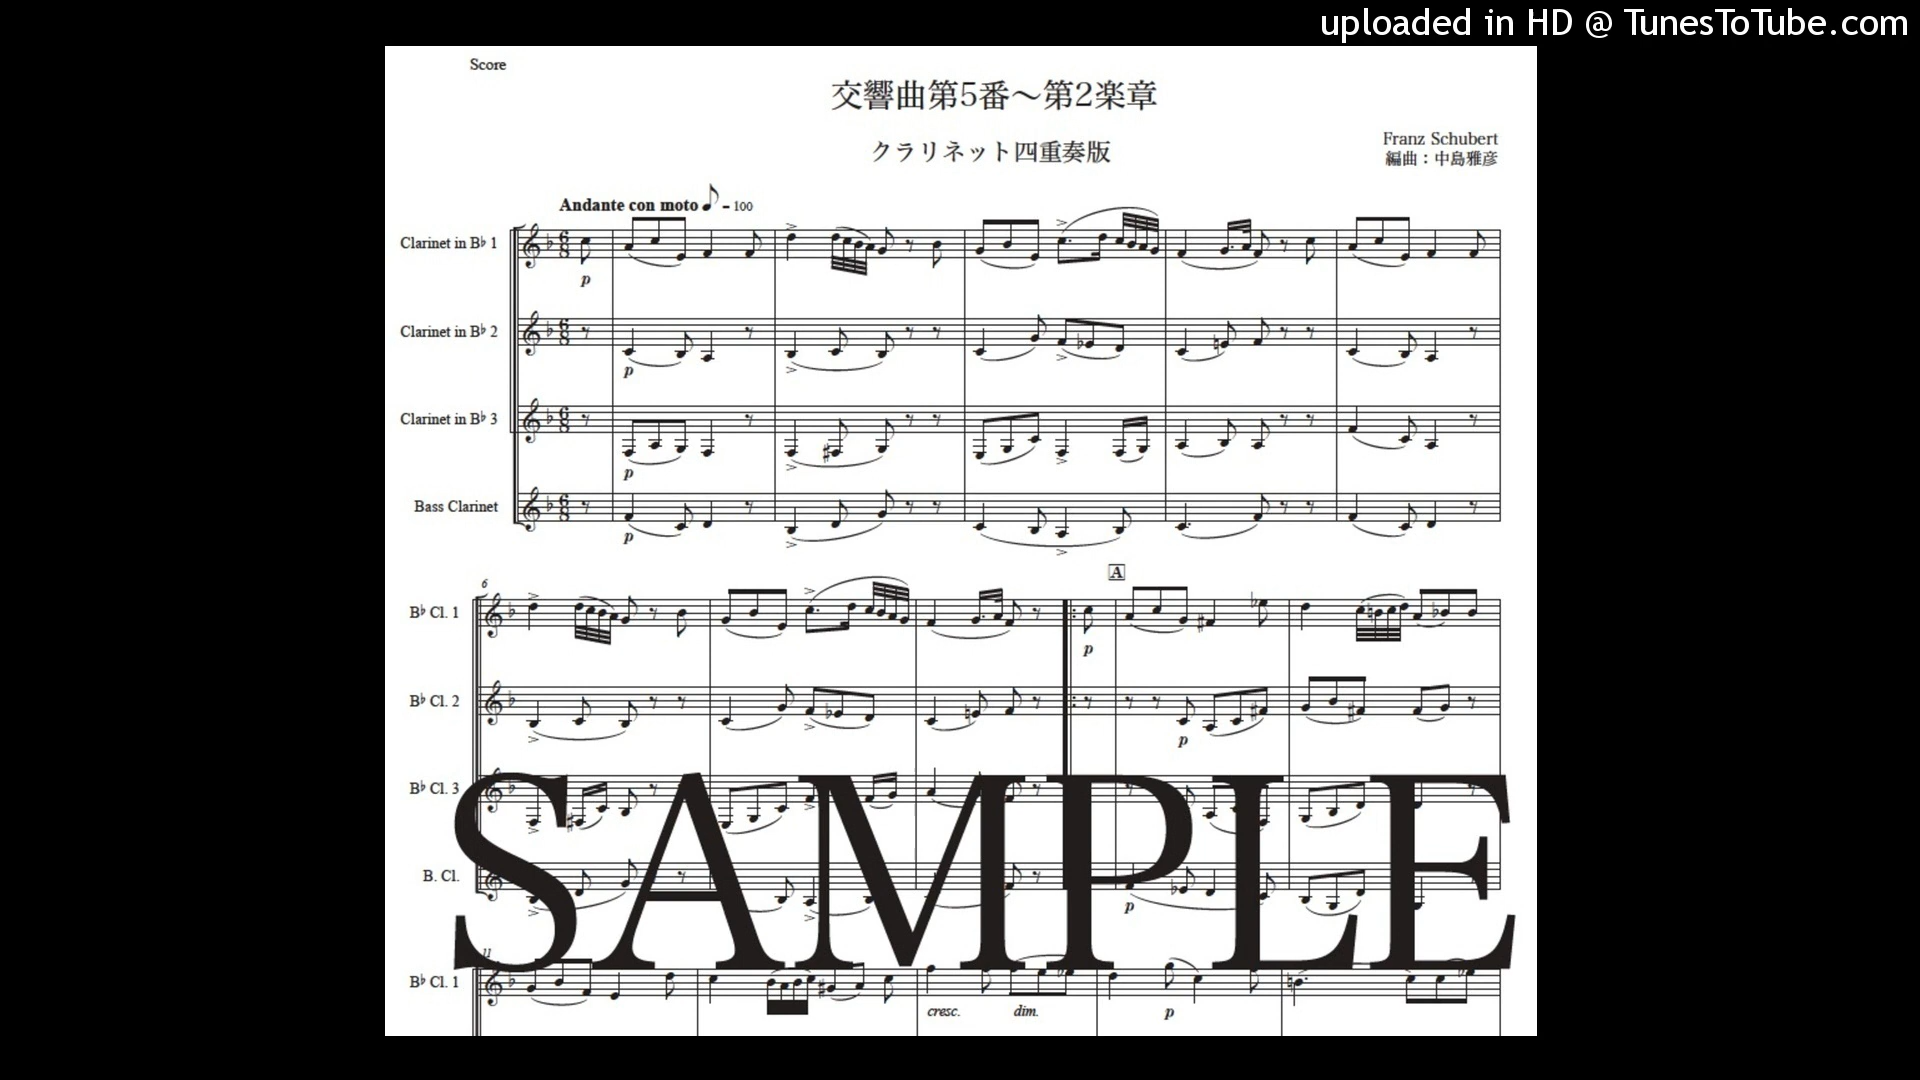 uploaded in HD @ TunesToTube.com
Score
交響曲第5番～第2楽章
クラリネット四重奏版
Franz Schubert
編曲：中島雅彦
Andante con moto ♪ = 100
Clarinet in B♭ 1
p
Clarinet in B♭ 2
p
Clarinet in B♭ 3
p
Bass Clarinet
p
6
A
B♭ Cl. 1
p
B♭ Cl. 2
p
B♭ Cl. 3
B. Cl.
p
SAMPLE
11
B♭ Cl. 1
cresc. dim. p